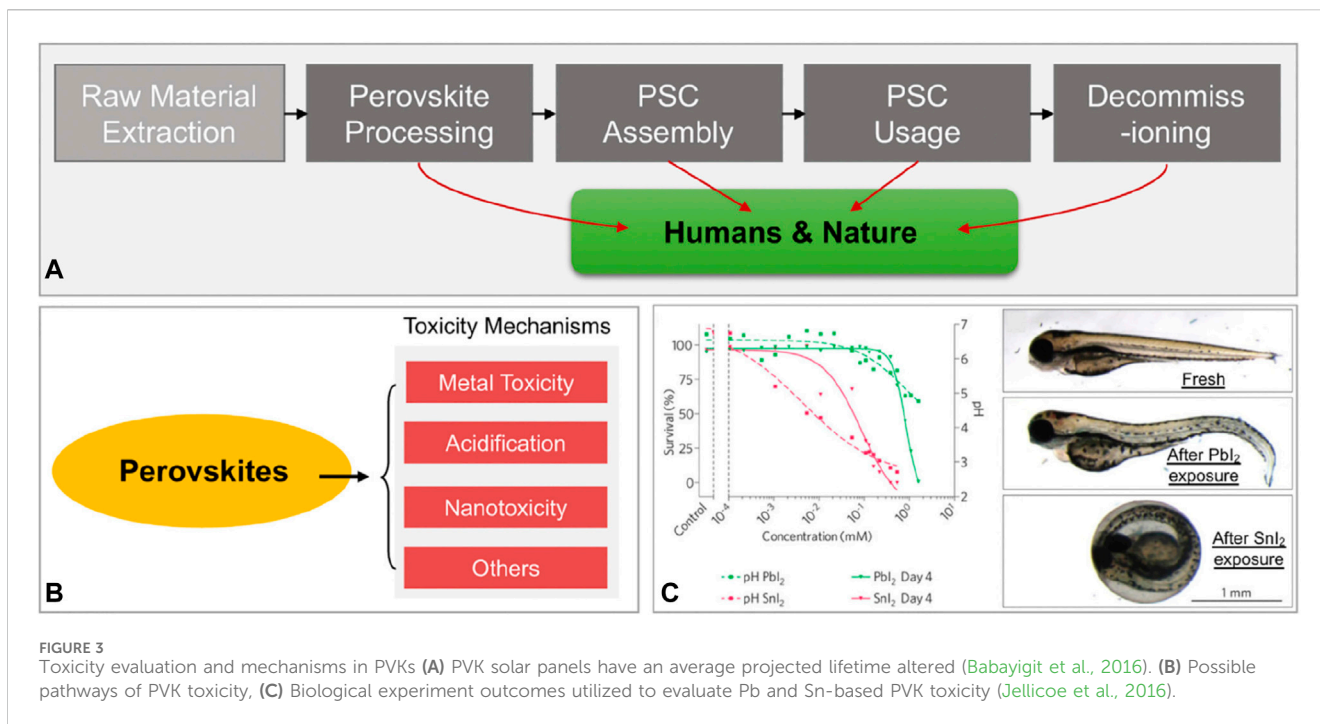 Raw Material
Extraction
Perovskite
Processing
PSC
Assembly
PSC
Usage
Decommiss
-ioning
Humans & Nature
A
Toxicity Mechanisms
Perovskites
Metal Toxicity
Acidification
Nanotoxicity
Others
B
Survival (%)
100
75
50
25
0
7
6
5
4
3
2
pH
Control
10⁻⁴
10⁻³
10⁻²
10⁻¹
10⁰
10¹
Concentration (mM)
pH PbI₂
PbI₂ Day 4
pH SnI₂
SnI₂ Day 4
C
Fresh
After PbI₂
exposure
After SnI₂
exposure
1 mm
FIGURE 3
Toxicity evaluation and mechanisms in PVKs (A) PVK solar panels have an average projected lifetime altered (Babayigit et al., 2016). (B) Possible
pathways of PVK toxicity, (C) Biological experiment outcomes utilized to evaluate Pb and Sn-based PVK toxicity (Jellicoe et al., 2016).